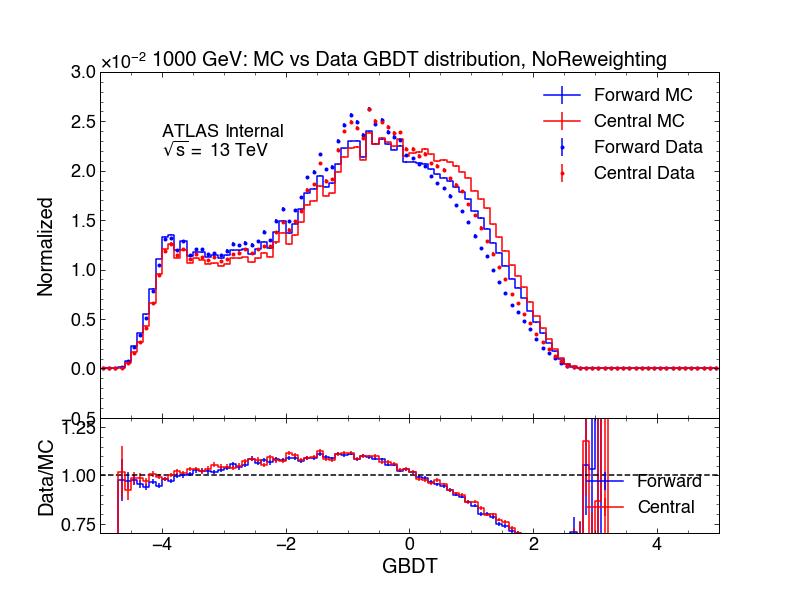 ×10⁻² 1000 GeV: MC vs Data GBDT distribution, NoReweighting
3.0
2.5
2.0
1.5
1.0
0.5
0.0
−0.5
Normalized
ATLAS Internal
√s = 13 TeV
Forward MC
Central MC
Forward Data
Central Data
1.25
1.00
0.75
Data/MC
Forward
Central
−4 −2 0 2 4
GBDT